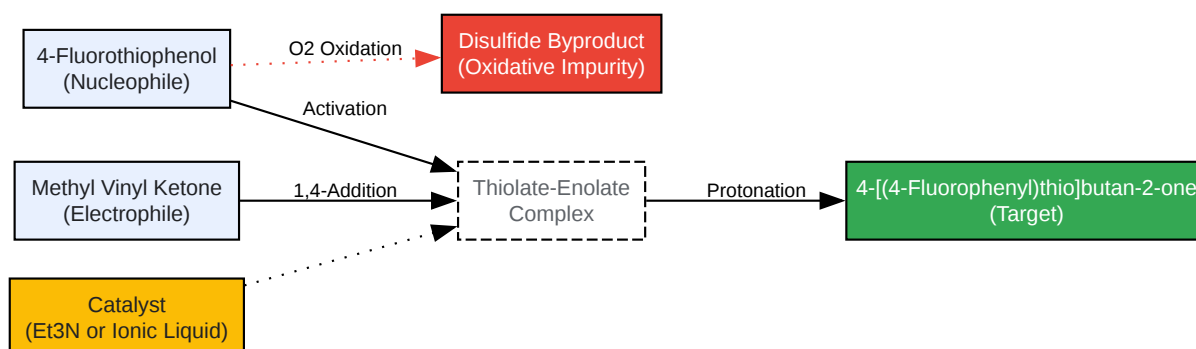 4-Fluorothiophenol
(Nucleophile)
O2 Oxidation
Disulfide Byproduct
(Oxidative Impurity)
Activation
Methyl Vinyl Ketone
(Electrophile)
1,4-Addition
Thiolate-Enolate
Complex
Protonation
4-[(4-Fluorophenyl)thio]butan-2-one
(Target)
Catalyst
(Et3N or Ionic Liquid)